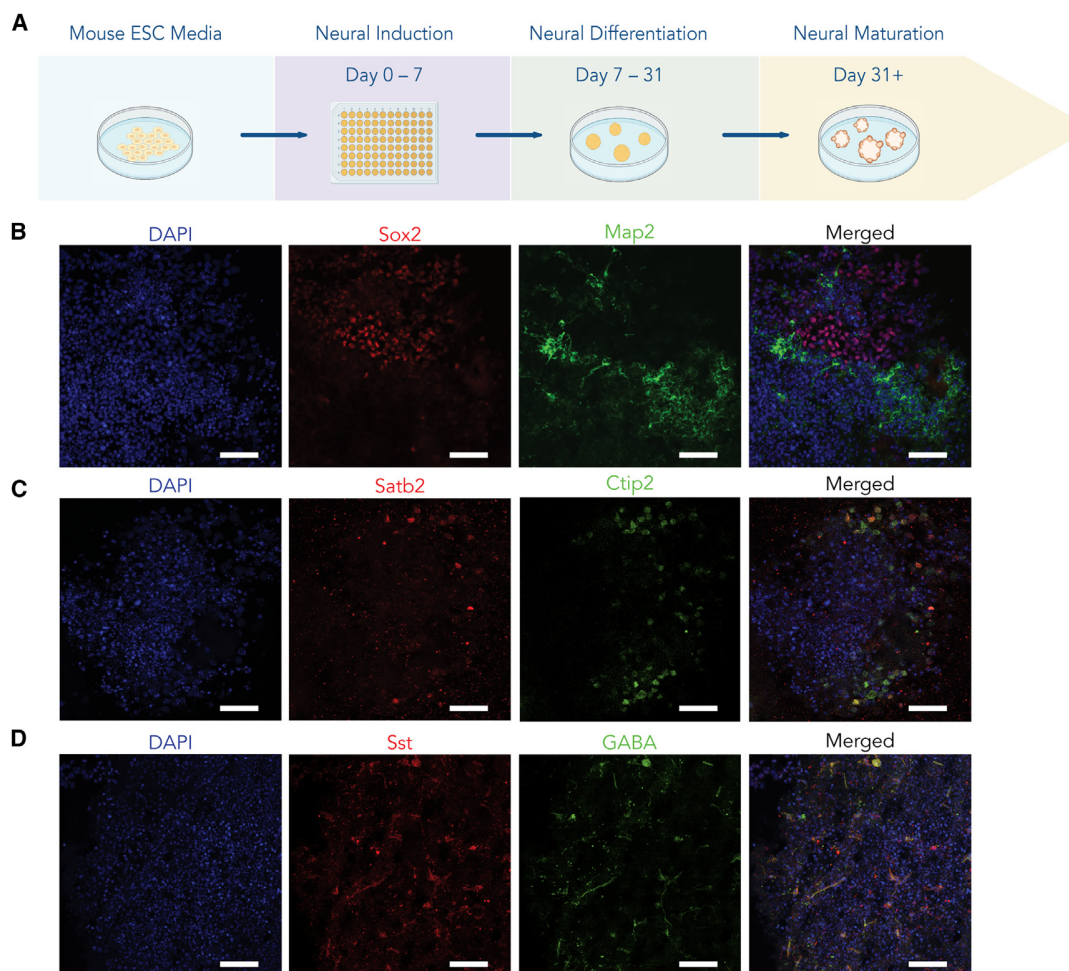 A
Mouse ESC Media
Neural Induction
Neural Differentiation
Neural Maturation
Day 0 – 7
Day 7 – 31
Day 31+
B
DAPI
Sox2
Map2
Merged
C
DAPI
Satb2
Ctip2
Merged
D
DAPI
Sst
GABA
Merged